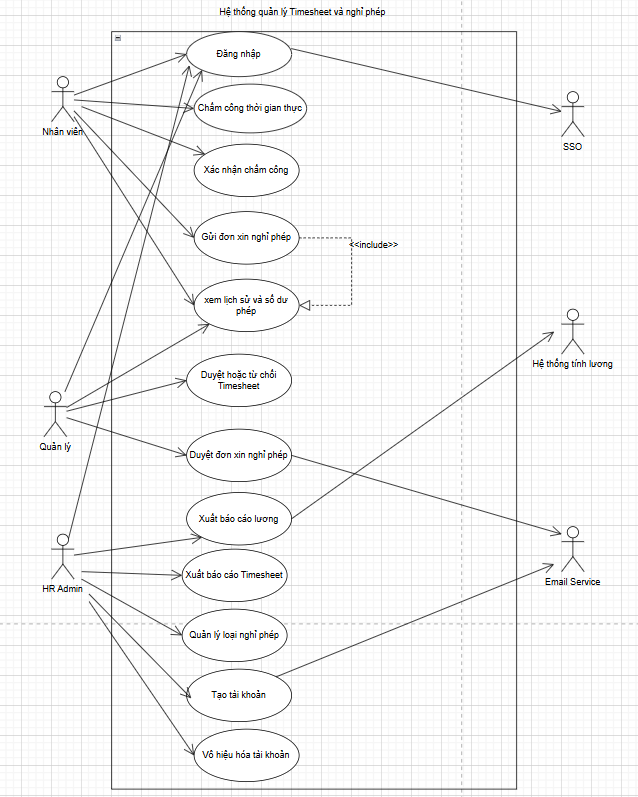 Hệ thống quản lý Timesheet và nghỉ phép
Đăng nhập
Chấm công thời gian thực
Nhân viên
SSO
Xác nhận chấm công
Gửi đơn xin nghỉ phép
<<include>>
xem lịch sử và số dư
phép
Hệ thống tính lương
Duyệt hoặc từ chối
Timesheet
Quản lý
Duyệt đơn xin nghỉ phép
Xuất báo cáo lương
Xuất báo cáo Timesheet
HR Admin
Email Service
Quản lý loại nghỉ phép
Tạo tài khoản
Vô hiệu hóa tài khoản